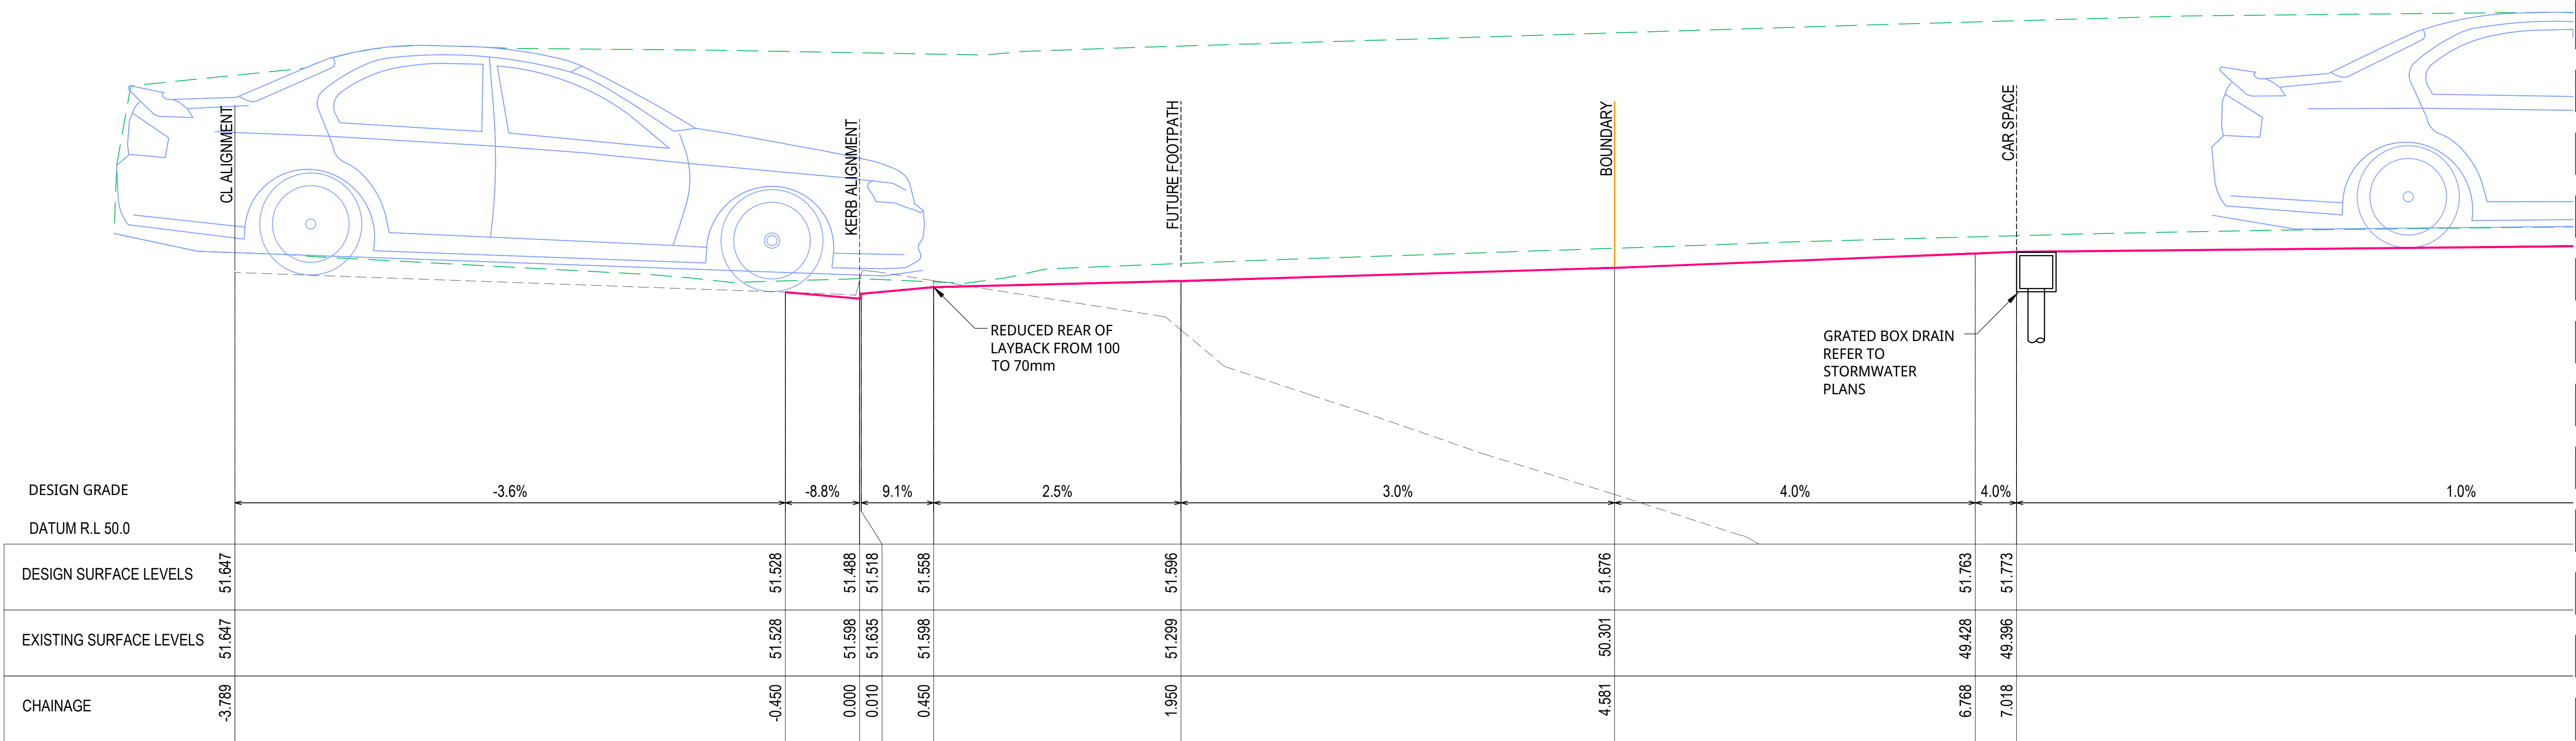 CL ALIGNMENT
KERB ALIGNMENT
FUTURE FOOTPATH
BOUNDARY
CAR SPACE
REDUCED REAR OF
LAYBACK FROM 100
TO 70mm
GRATED BOX DRAIN
REFER TO
STORMWATER
PLANS
DESIGN GRADE -3.6% -8.8% 9.1% 2.5% 3.0% 4.0% 4.0% 1.0%
DATUM R.L 50.0
DESIGN SURFACE LEVELS 51.647 51.528 51.488 51.518 51.558 51.596 51.676 51.763 51.773
EXISTING SURFACE LEVELS 51.647 51.528 51.598 51.635 51.598 51.299 50.301 49.428 49.396
CHAINAGE -3.789 -0.450 0.000 0.010 0.450 1.950 4.581 6.768 7.018